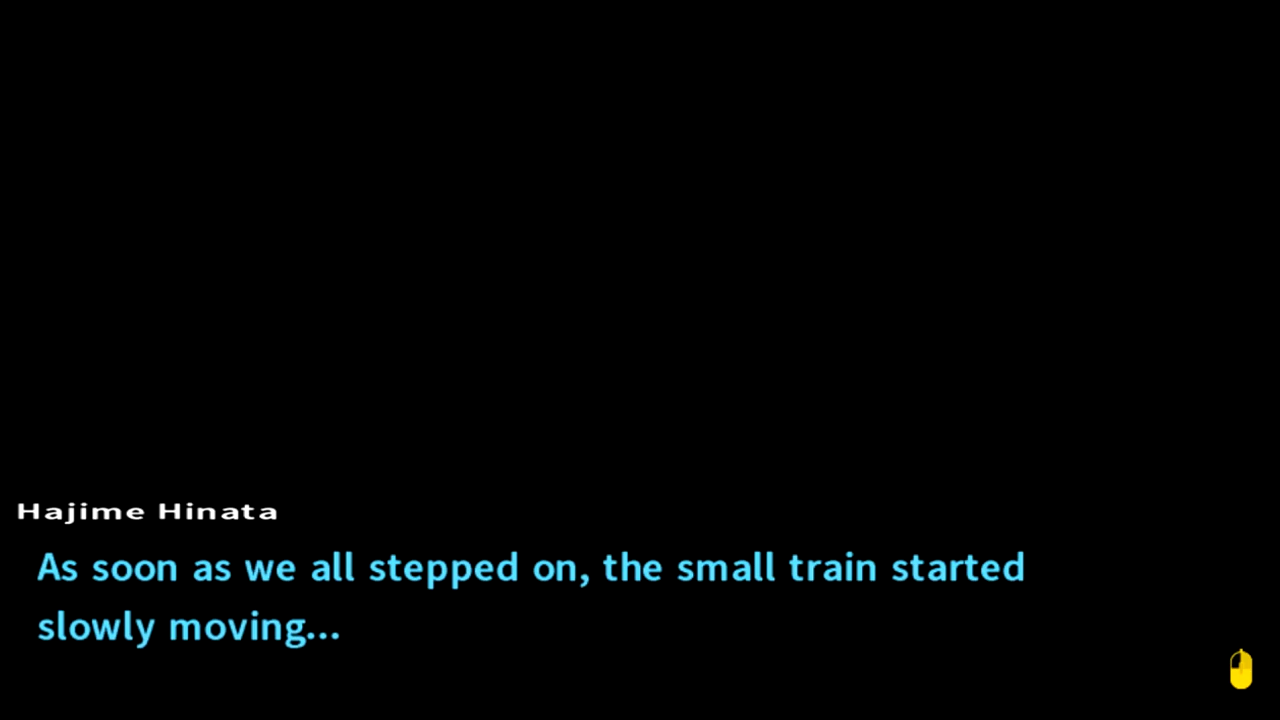 Hajime Hinata
As soon as we all stepped on, the small train started
slowly moving...